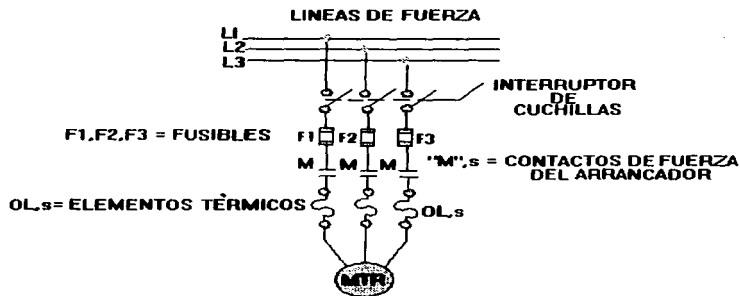 LINEAS DE FUERZA
L1
L2
L3
INTERRUPTOR
DE
CUCHILLAS
F1,F2,F3 = FUSIBLES
F1
F2
F3
M
M
M
"M",s = CONTACTOS DE FUERZA
DEL ARRANCADOR
OL,s= ELEMENTOS TÈRMICOS
OL,s
MTR